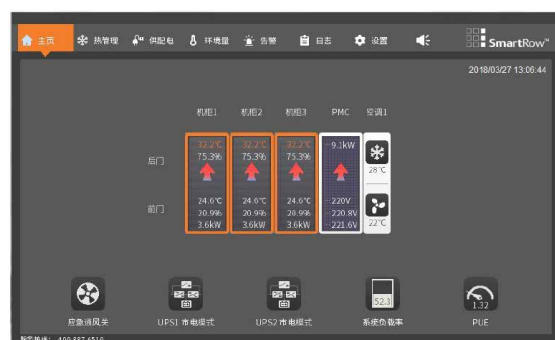 主页 热管理 供配电 环境量 告警 日志 设置 SmartRow™
2018/03/27 13:06:44
机柜1 机柜2 机柜3 PMC 空调1
32.2℃ 32.2℃ 32.2℃ 9.1kW
后门 75.3% 75.3% 75.3%
28℃
24.6℃ 24.6℃ 24.6℃ 220V
前门 20.9% 20.9% 20.9% 220.8V
3.6kW 3.6kW 3.6kW 221.6V 22℃
52.3 1.32
应急通风关 UPS1 市电模式 UPS2 市电模式 系统负载率 PUE